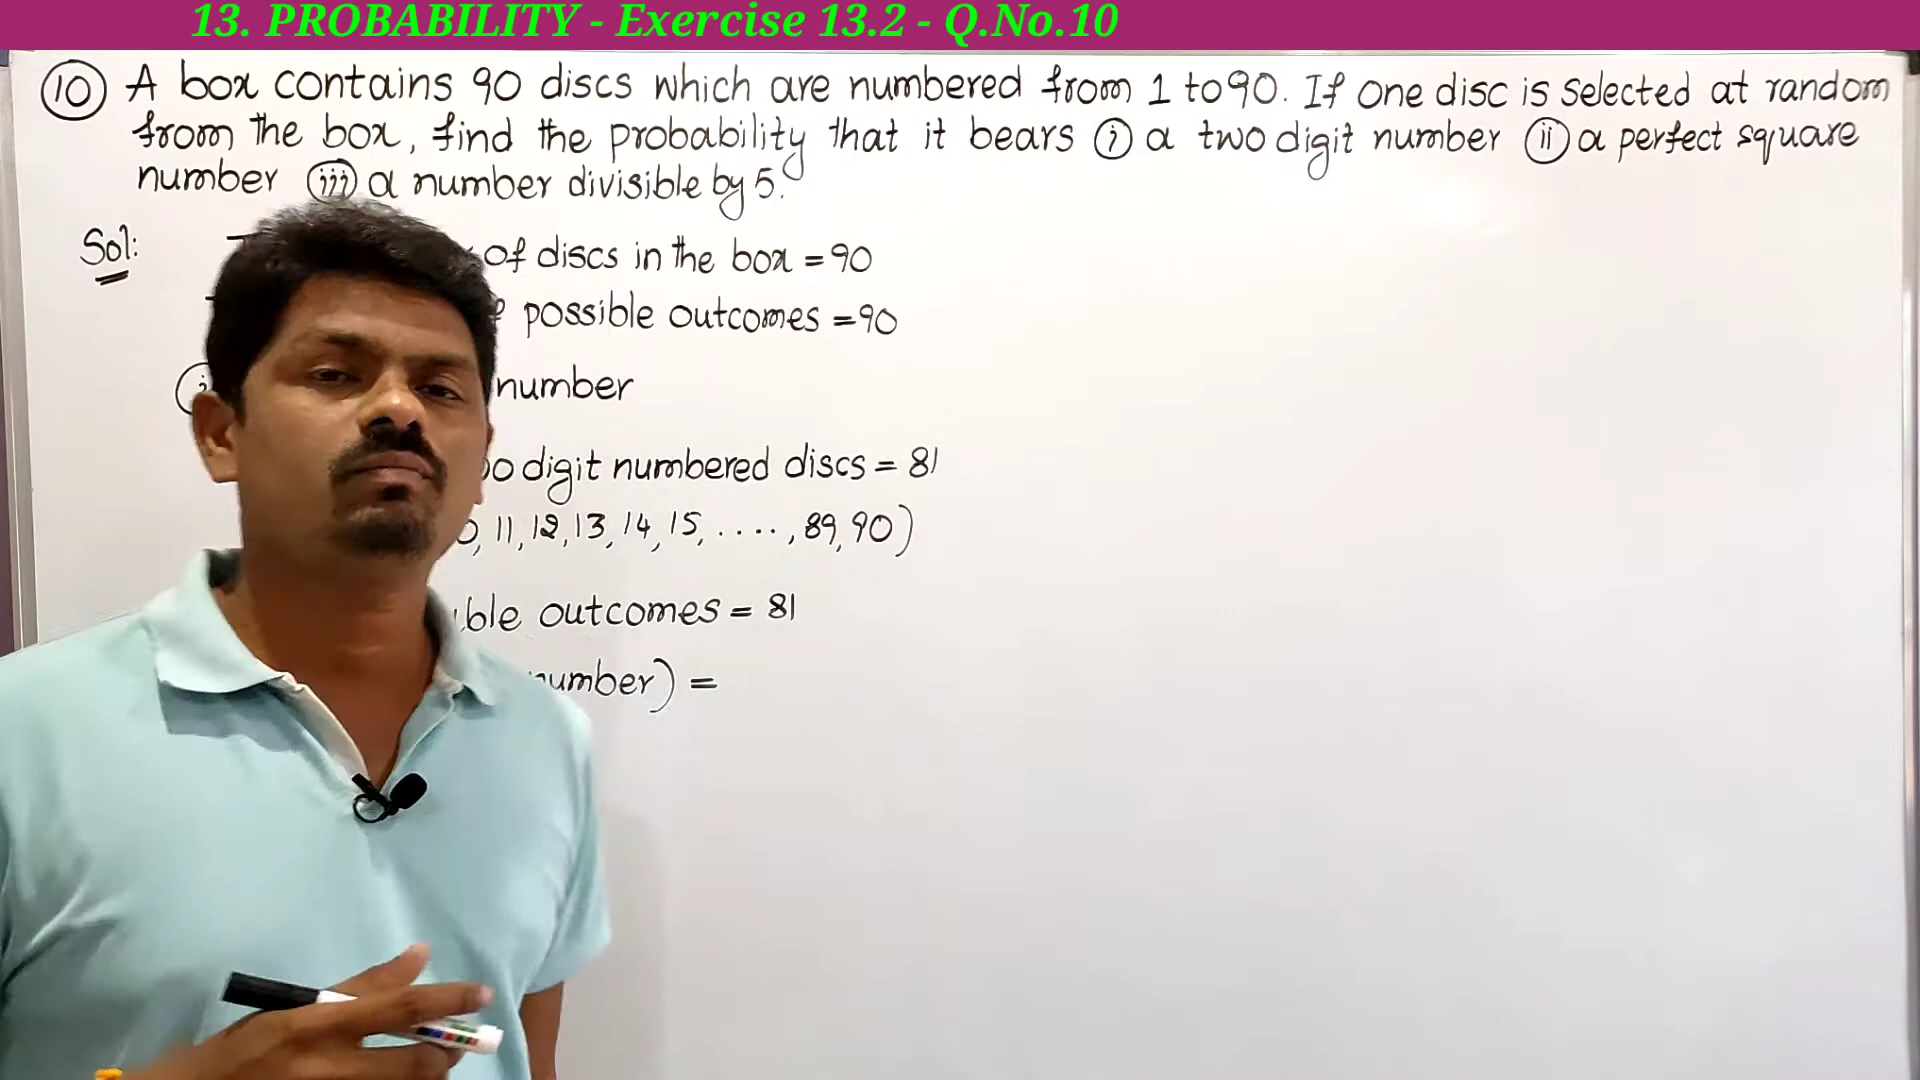 13. PROBABILITY - Exercise 13.2 - Q.No.10
10 A box contains 90 discs which are numbered from 1 to 90. If one disc is selected at random
from the box, find the probability that it bears (i) a two digit number (ii) a perfect square
number (iii) a number divisible by 5.
Sol: of discs in the box = 90
possible outcomes = 90
number
digit numbered discs = 81
11, 12, 13, 14, 15, ...., 89, 90)
outcomes = 81
number) =